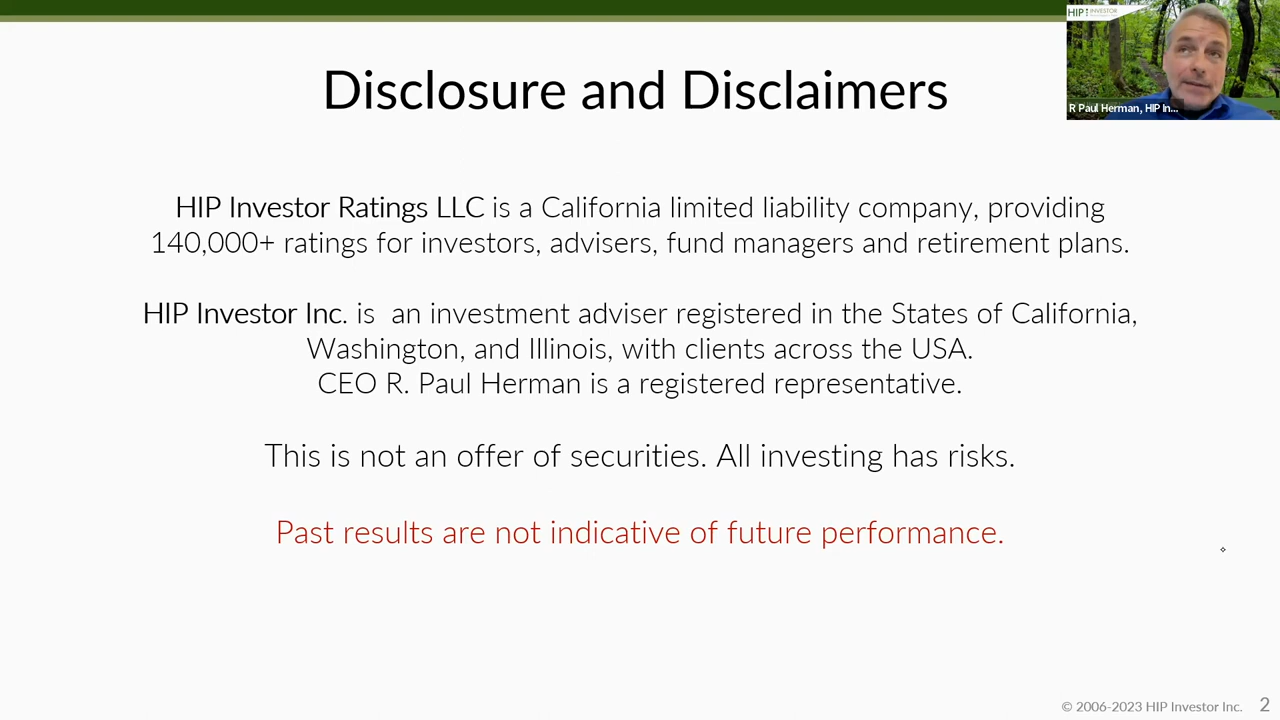 HIP INVESTOR
R Paul Herman, HIP In...
Disclosure and Disclaimers
HIP Investor Ratings LLC is a California limited liability company, providing
140,000+ ratings for investors, advisers, fund managers and retirement plans.
HIP Investor Inc. is  an investment adviser registered in the States of California,
Washington, and Illinois, with clients across the USA.
CEO R. Paul Herman is a registered representative.
This is not an offer of securities. All investing has risks.
Past results are not indicative of future performance.
© 2006-2023 HIP Investor Inc. 2